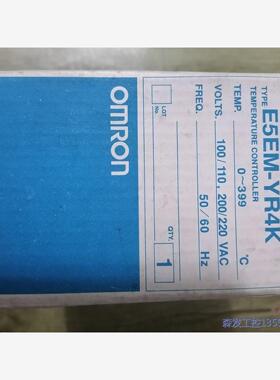 OMRON
TYPE E5EM-YR4K
TEMPERATURE CONTROLLER
TEMP. 0~399 °C
VOLTS. 100/110, 200/220 VAC
FREQ. 50/60 Hz
LOT No.
QTY. 1